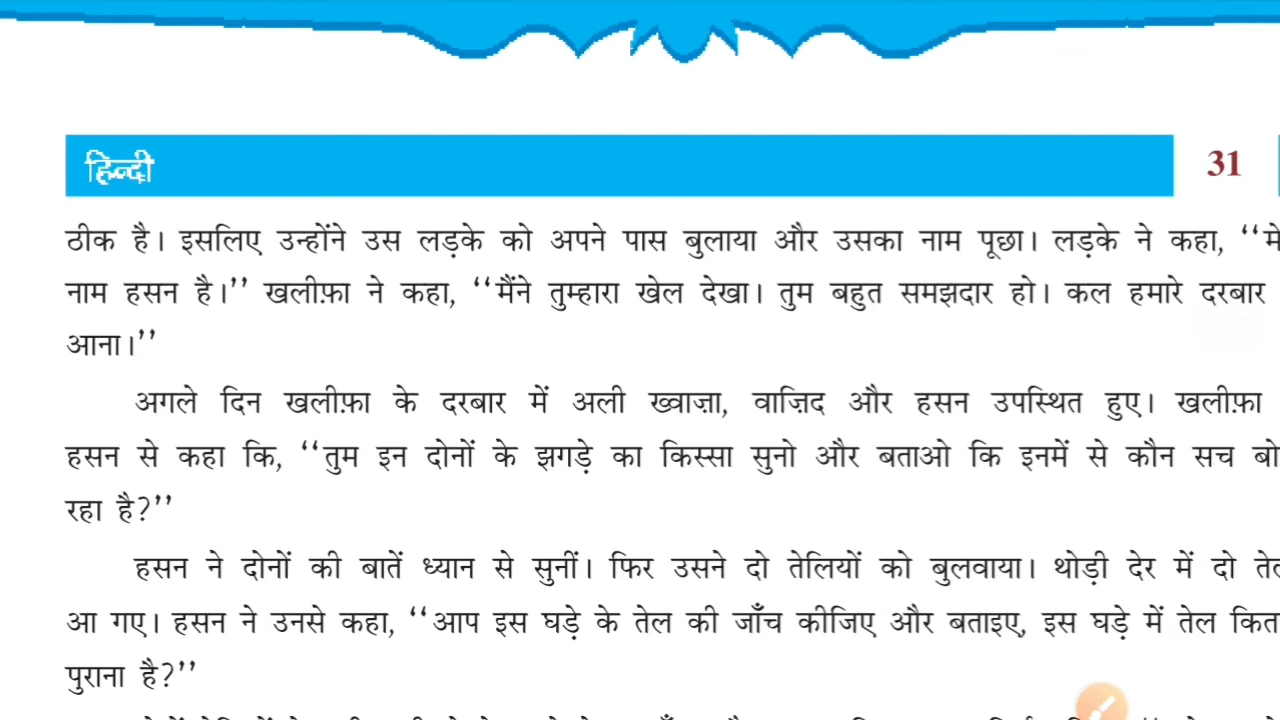 हिन्दी 31
ठीक है। इसलिए उन्होंने उस लड़के को अपने पास बुलाया और उसका नाम पूछा। लड़के ने कहा, ‘‘मे
नाम हसन है।’’ खलीफ़ा ने कहा, ‘‘मैंने तुम्हारा खेल देखा। तुम बहुत समझदार हो। कल हमारे दरबार
आना।’’
अगले दिन खलीफ़ा के दरबार में अली ख्वाज़ा, वाज़िद और हसन उपस्थित हुए। खलीफ़ा
हसन से कहा कि, ‘‘तुम इन दोनों के झगड़े का किस्सा सुनो और बताओ कि इनमें से कौन सच बो
रहा है?’’
हसन ने दोनों की बातें ध्यान से सुनीं। फिर उसने दो तेलियों को बुलवाया। थोड़ी देर में दो
आ गए। हसन ने उनसे कहा, ‘‘आप इस घड़े के तेल की जाँच कीजिए और बताइए, इस घड़े में तेल कित
पुराना है?’’